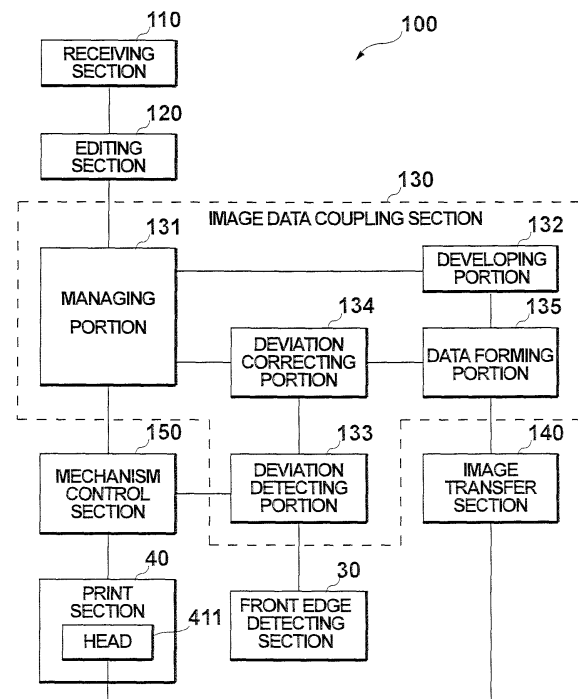 110
100
RECEIVING
SECTION
120
EDITING
SECTION
130
IMAGE DATA COUPLING SECTION
131
MANAGING
PORTION
132
DEVELOPING
PORTION
134
DEVIATION
CORRECTING
PORTION
135
DATA FORMING
PORTION
150
MECHANISM
CONTROL
SECTION
133
DEVIATION
DETECTING
PORTION
140
IMAGE
TRANSFER
SECTION
40
PRINT
SECTION
HEAD
411
30
FRONT EDGE
DETECTING
SECTION